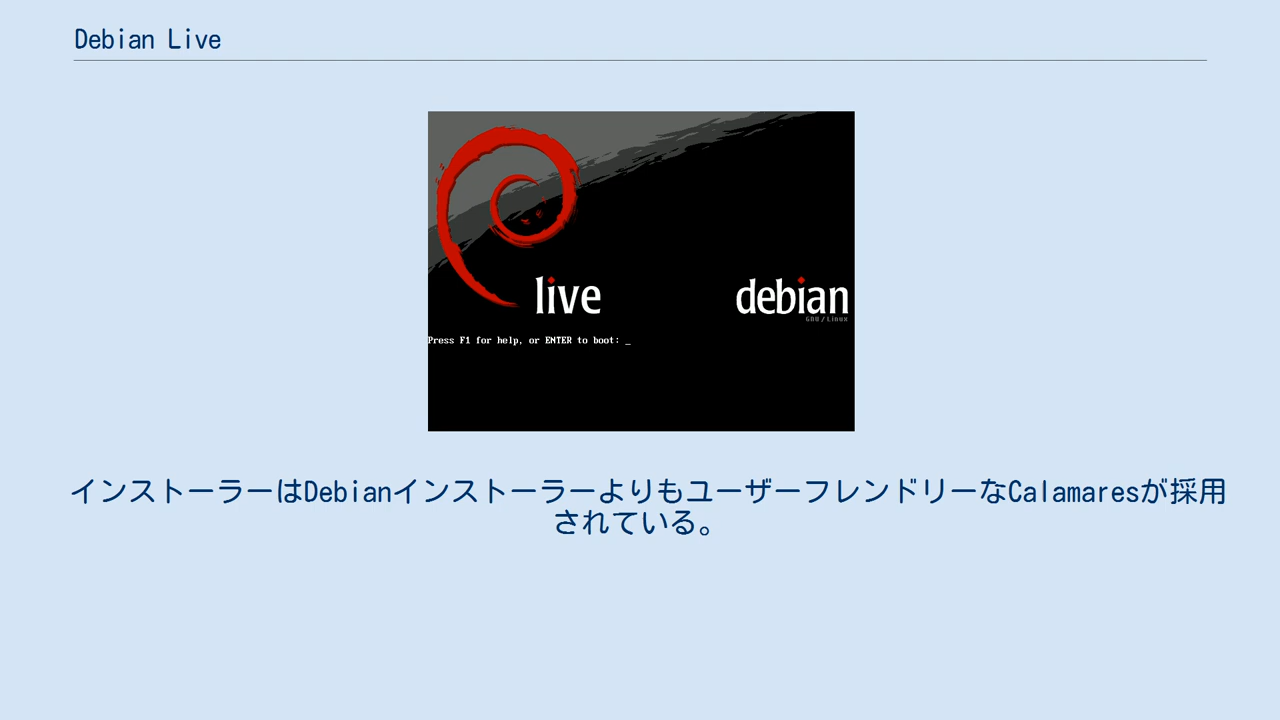 Debian Live
live
debian
GNU/Linux
Press F1 for help, or ENTER to boot: _
インストーラーはDebianインストーラーよりもユーザーフレンドリーなCalamaresが採用
されている。